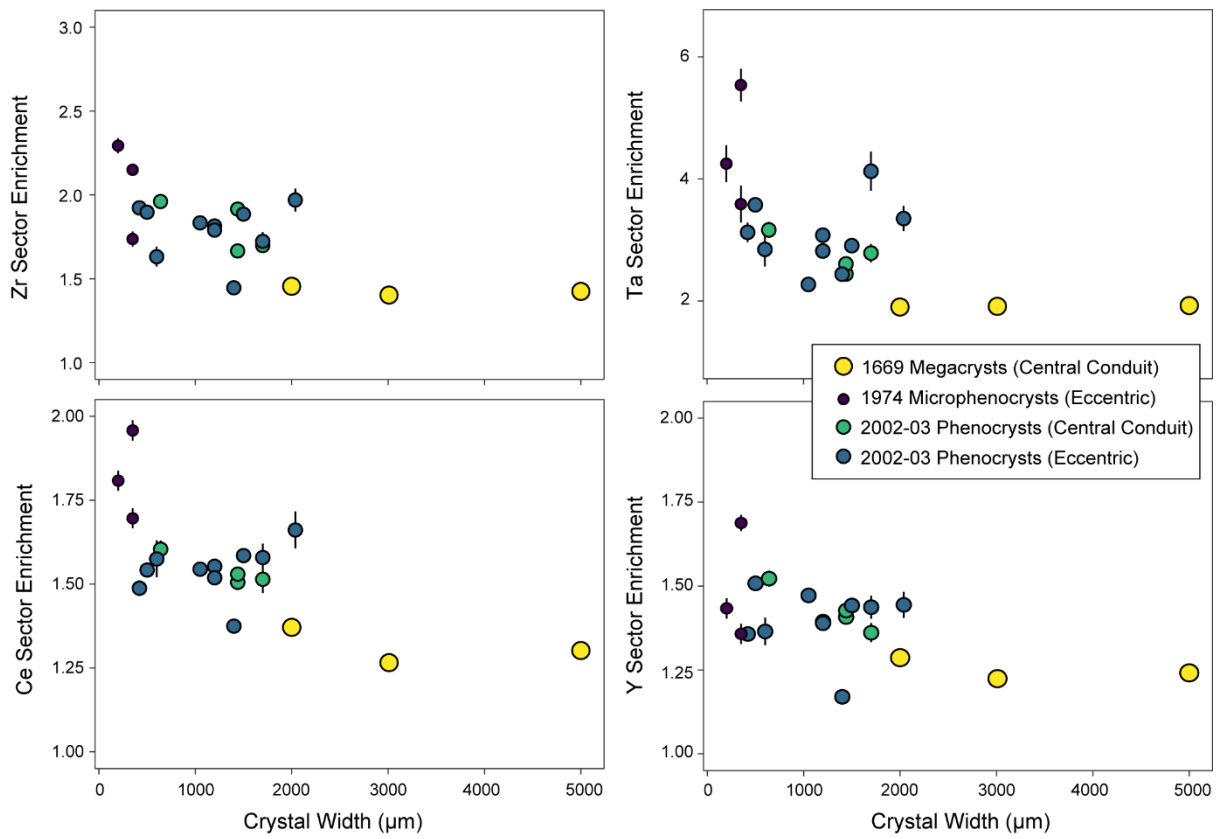 3.0
2.5
2.0
1.5
1.0
Zr Sector Enrichment
6
4
2
Ta Sector Enrichment
1669 Megacrysts (Central Conduit)
1974 Microphenocrysts (Eccentric)
2002-03 Phenocrysts (Central Conduit)
2002-03 Phenocrysts (Eccentric)
2.00
1.75
1.50
1.25
1.00
Ce Sector Enrichment
0 1000 2000 3000 4000 5000
Crystal Width (µm)
2.00
1.75
1.50
1.25
1.00
Y Sector Enrichment
0 1000 2000 3000 4000 5000
Crystal Width (µm)